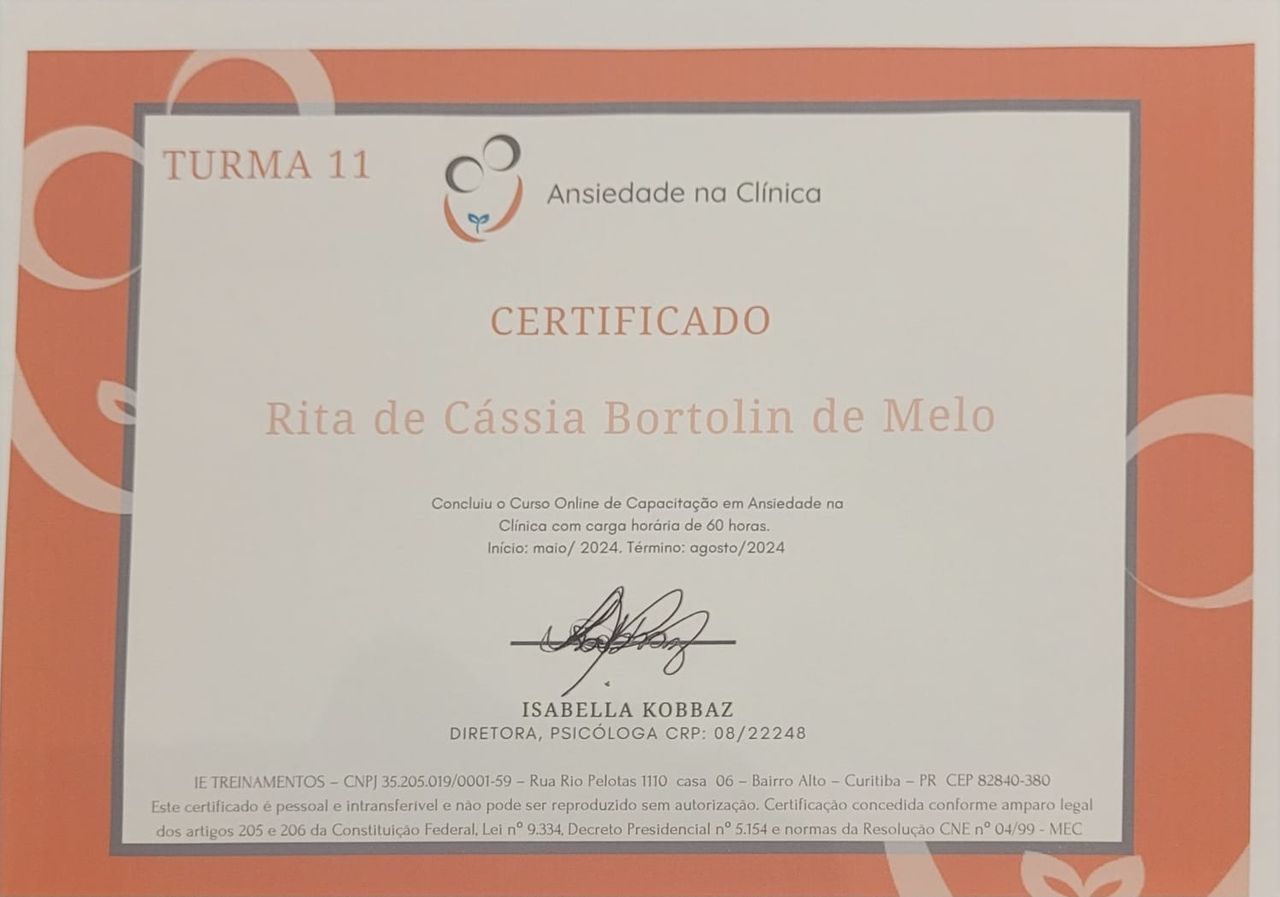 TURMA 11
Ansiedade na Clínica
CERTIFICADO
Rita de Cássia Bortolin de Melo
Concluiu o Curso Online de Capacitação em Ansiedade na
Clínica com carga horária de 60 horas.
Início: maio/ 2024. Término: agosto/2024
ISABELLA KOBBAZ
DIRETORA, PSICÓLOGA CRP: 08/22248
IE TREINAMENTOS – CNPJ 35.205.019/0001-59 – Rua Rio Pelotas 1110 casa 06 – Bairro Alto – Curitiba – PR CEP 82840-380
Este certificado é pessoal e intransferível e não pode ser reproduzido sem autorização. Certificação concedida conforme amparo legal
dos artigos 205 e 206 da Constituição Federal, Lei nº 9.334, Decreto Presidencial nº 5.154 e normas da Resolução CNE nº 04/99 - MEC